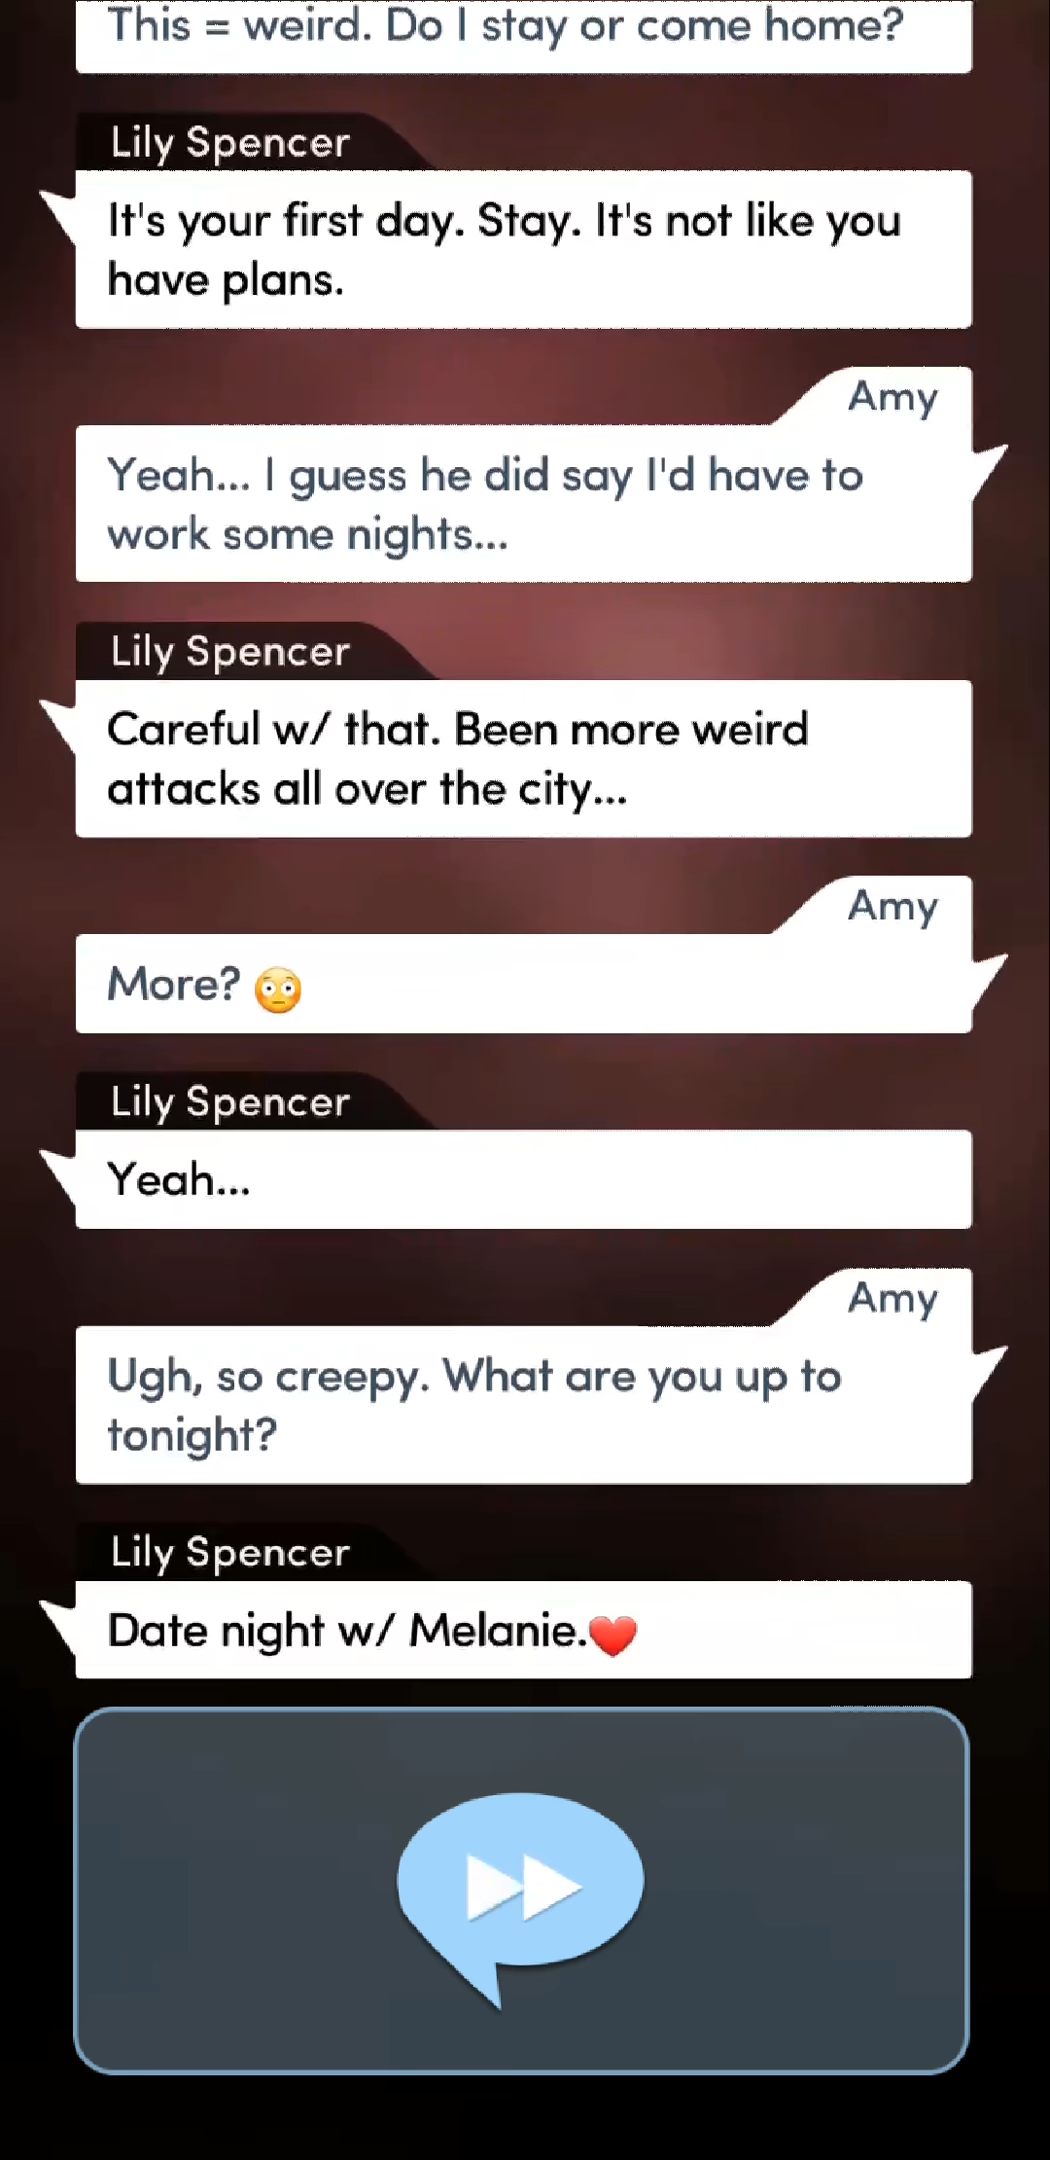 This = weird. Do I stay or come home?
Lily Spencer
It's your first day. Stay. It's not like you
have plans.
Amy
Yeah... I guess he did say I'd have to
work some nights...
Lily Spencer
Careful w/ that. Been more weird
attacks all over the city...
Amy
More? 😳
Lily Spencer
Yeah...
Amy
Ugh, so creepy. What are you up to
tonight?
Lily Spencer
Date night w/ Melanie.❤️